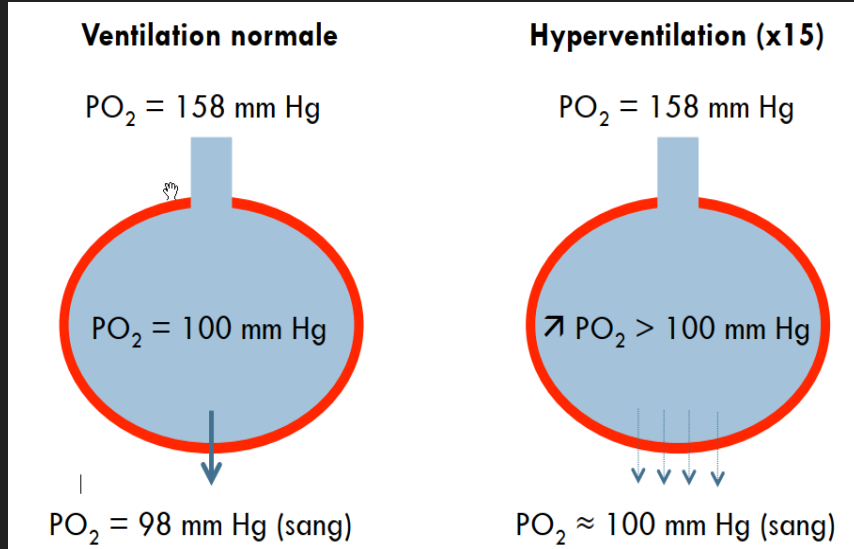 Ventilation normale
PO₂ = 158 mm Hg
PO₂ = 100 mm Hg
PO₂ = 98 mm Hg (sang)
Hyperventilation (x15)
PO₂ = 158 mm Hg
↗ PO₂ > 100 mm Hg
PO₂ ≈ 100 mm Hg (sang)